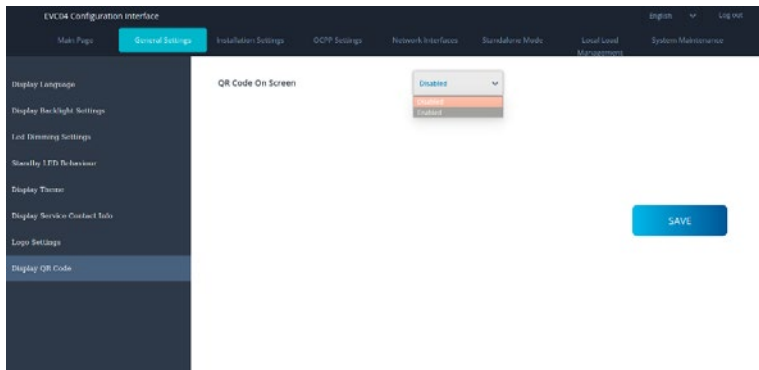 EVC04 Configuration Interface
English
Log out
Main Page
General Settings
Installation Settings
OCPP Settings
Network Interfaces
Standalone Mode
Local Load
Management
System Maintenance
Display Language
Display Backlight Settings
Led Dimming Settings
Standby LED Behaviour
Display Theme
Display Service Contact Info
Logo Settings
Display QR Code
QR Code On Screen
Disabled
Disabled
Enabled
SAVE